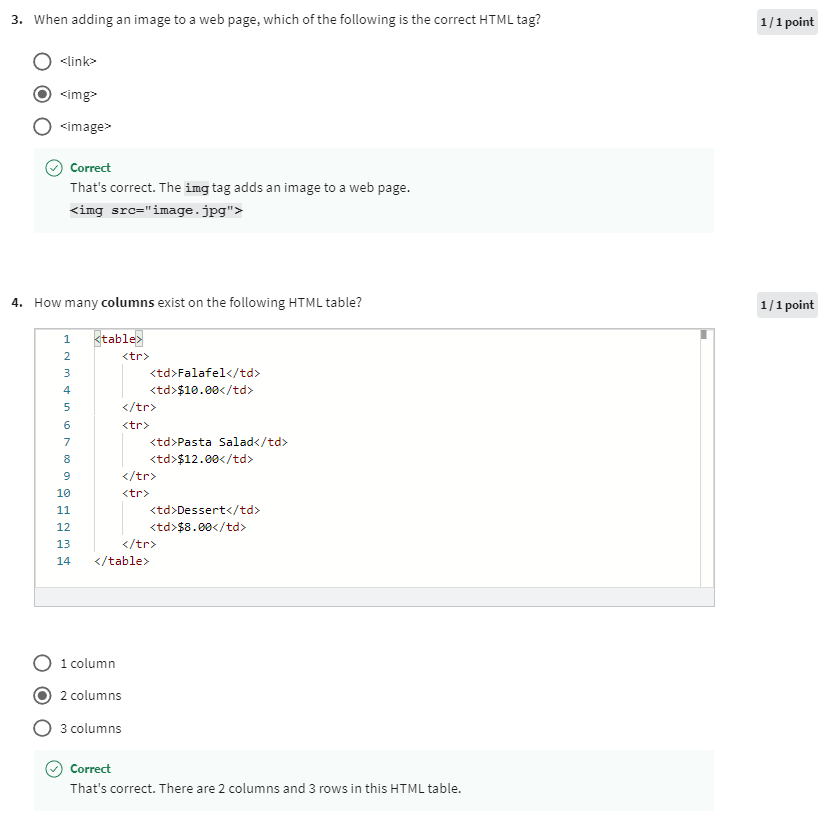 3. When adding an image to a web page, which of the following is the correct HTML tag?
1 / 1 point
<link>
<img>
<image>
Correct
That's correct. The img tag adds an image to a web page.
<img src="image.jpg">
4. How many columns exist on the following HTML table?
1 / 1 point
1 <table>
2 <tr>
3 <td>Falafel</td>
4 <td>$10.00</td>
5 </tr>
6 <tr>
7 <td>Pasta Salad</td>
8 <td>$12.00</td>
9 </tr>
10 <tr>
11 <td>Dessert</td>
12 <td>$8.00</td>
13 </tr>
14 </table>
1 column
2 columns
3 columns
Correct
That's correct. There are 2 columns and 3 rows in this HTML table.